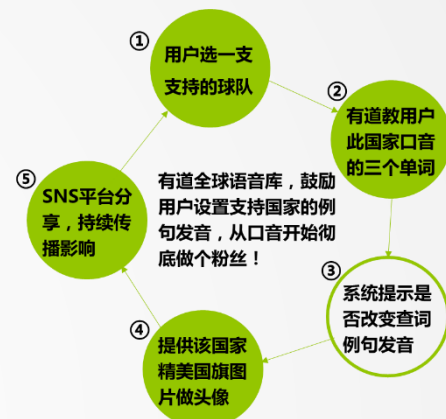 ①
用户选一支
支持的球队
②
有道教用户
此国家口音
的三个单词
③
系统提示是
否改变查词
例句发音
④
提供该国家
精美国旗图
片做头像
⑤
SNS平台分
享，持续传
播影响
有道全球语音库，鼓励
用户设置支持国家的例
句发音，从口音开始彻
底做个粉丝！